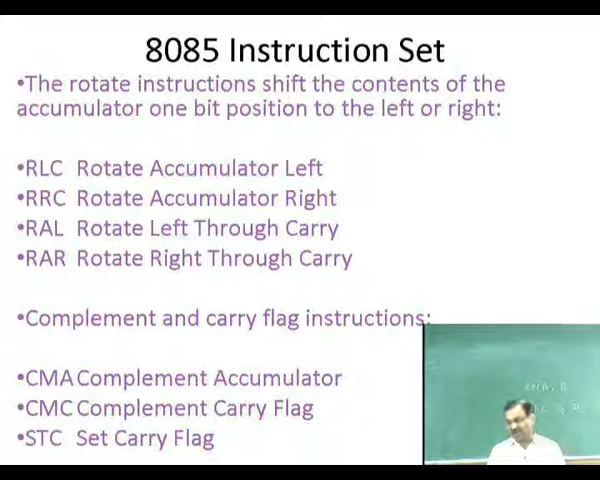 8085 Instruction Set
•The rotate instructions shift the contents of the
accumulator one bit position to the left or right:
•RLC Rotate Accumulator Left
•RRC Rotate Accumulator Right
•RAL Rotate Left Through Carry
•RAR Rotate Right Through Carry
•Complement and carry flag instructions:
•CMA Complement Accumulator
•CMC Complement Carry Flag
•STC Set Carry Flag